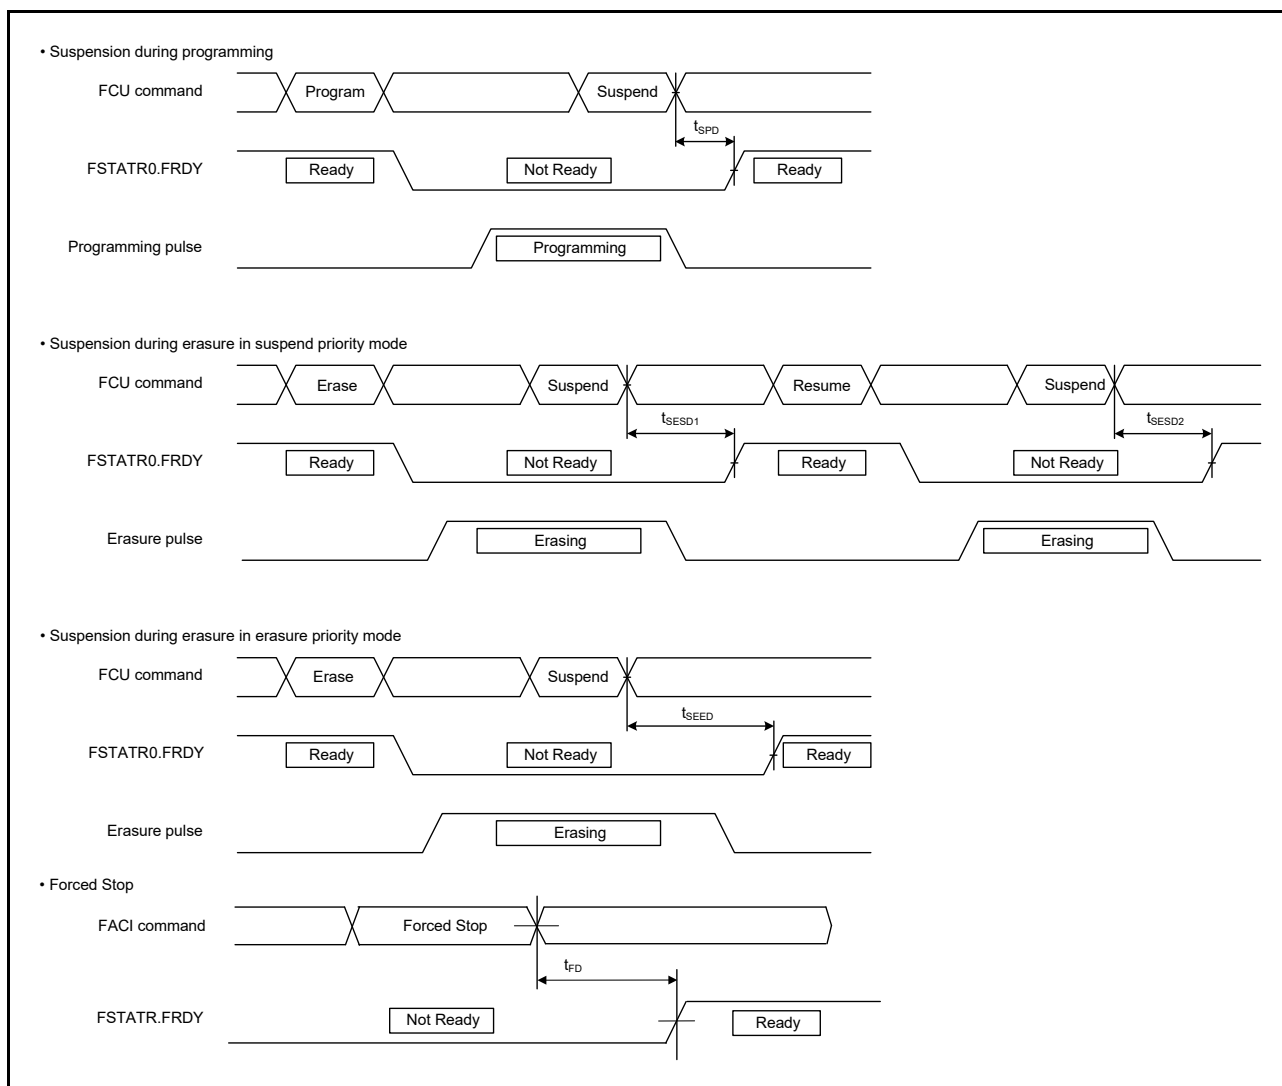 • Suspension during programming
FCU command Program Suspend
tSPD
FSTATR0.FRDY Ready Not Ready Ready
Programming pulse Programming
• Suspension during erasure in suspend priority mode
FCU command Erase Suspend Resume Suspend
tSESD1 tSESD2
FSTATR0.FRDY Ready Not Ready Ready Not Ready
Erasure pulse Erasing Erasing
• Suspension during erasure in erasure priority mode
FCU command Erase Suspend
tSEED
FSTATR0.FRDY Ready Not Ready Ready
Erasure pulse Erasing
• Forced Stop
FACI command Forced Stop
tFD
FSTATR.FRDY Not Ready Ready